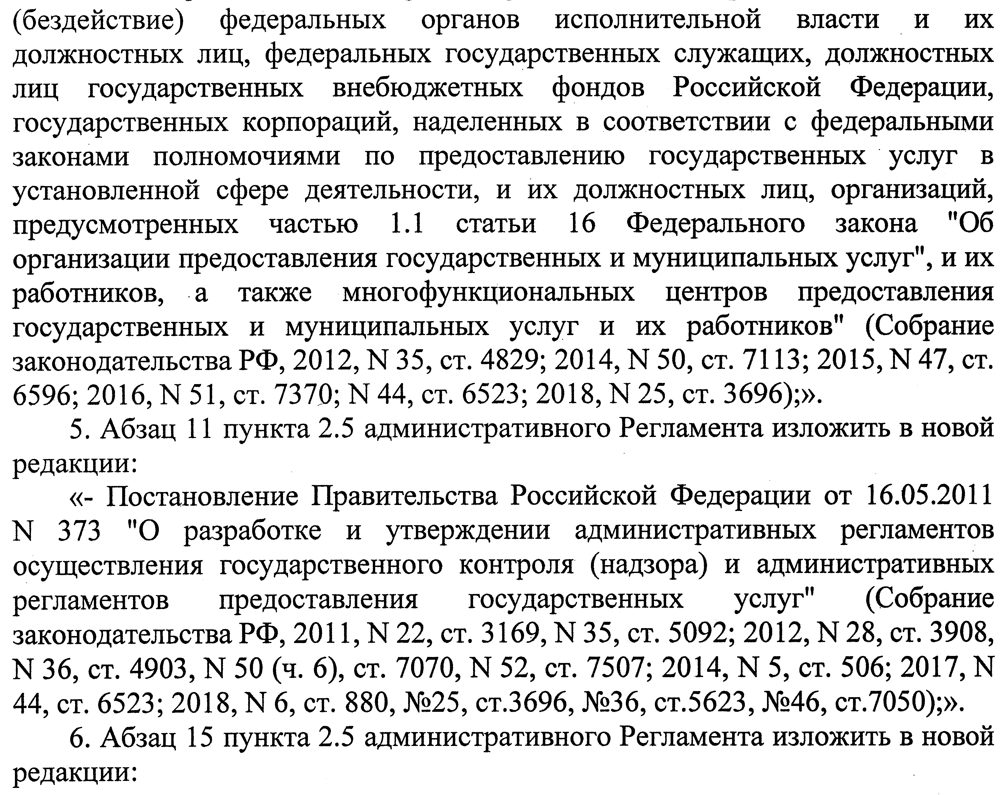 (бездействие) федеральных органов исполнительной власти и их
должностных лиц, федеральных государственных служащих, должностных
лиц государственных внебюджетных фондов Российской Федерации,
государственных корпораций, наделенных в соответствии с федеральными
законами полномочиями по предоставлению государственных услуг в
установленной сфере деятельности, и их должностных лиц, организаций,
предусмотренных частью 1.1 статьи 16 Федерального закона "Об
организации предоставления государственных и муниципальных услуг", и их
работников, а также многофункциональных центров предоставления
государственных и муниципальных услуг и их работников" (Собрание
законодательства РФ, 2012, N 35, ст. 4829; 2014, N 50, ст. 7113; 2015, N 47, ст.
6596; 2016, N 51, ст. 7370; N 44, ст. 6523; 2018, N 25, ст. 3696);».
5. Абзац 11 пункта 2.5 административного Регламента изложить в новой
редакции:
«- Постановление Правительства Российской Федерации от 16.05.2011
N 373 "О разработке и утверждении административных регламентов
осуществления государственного контроля (надзора) и административных
регламентов предоставления государственных услуг" (Собрание
законодательства РФ, 2011, N 22, ст. 3169, N 35, ст. 5092; 2012, N 28, ст. 3908,
N 36, ст. 4903, N 50 (ч. 6), ст. 7070, N 52, ст. 7507; 2014, N 5, ст. 506; 2017, N
44, ст. 6523; 2018, N 6, ст. 880, №25, ст.3696, №36, ст.5623, №46, ст.7050);».
6. Абзац 15 пункта 2.5 административного Регламента изложить в новой
редакции: